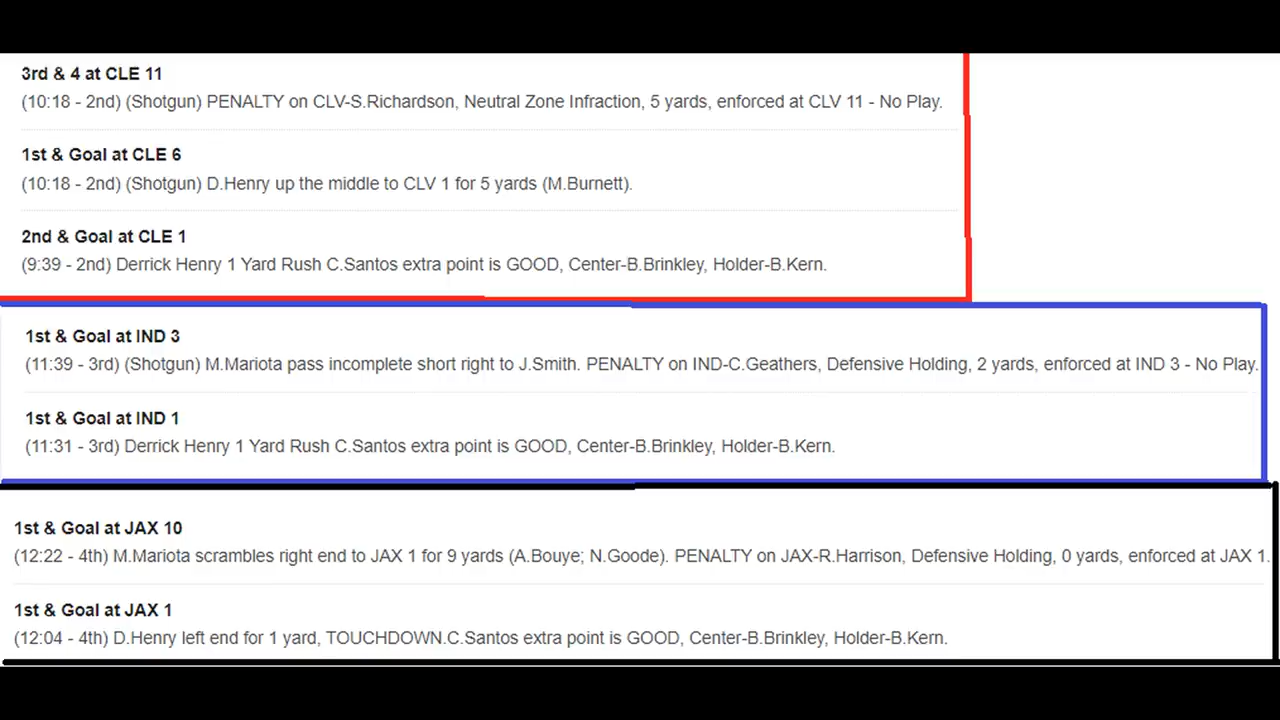 3rd & 4 at CLE 11
(10:18 - 2nd) (Shotgun) PENALTY on CLV-S.Richardson, Neutral Zone Infraction, 5 yards, enforced at CLV 11 - No Play.
1st & Goal at CLE 6
(10:18 - 2nd) (Shotgun) D.Henry up the middle to CLV 1 for 5 yards (M.Burnett).
2nd & Goal at CLE 1
(9:39 - 2nd) Derrick Henry 1 Yard Rush C.Santos extra point is GOOD, Center-B.Brinkley, Holder-B.Kern.
1st & Goal at IND 3
(11:39 - 3rd) (Shotgun) M.Mariota pass incomplete short right to J.Smith. PENALTY on IND-C.Geathers, Defensive Holding, 2 yards, enforced at IND 3 - No Play.
1st & Goal at IND 1
(11:31 - 3rd) Derrick Henry 1 Yard Rush C.Santos extra point is GOOD, Center-B.Brinkley, Holder-B.Kern.
1st & Goal at JAX 10
(12:22 - 4th) M.Mariota scrambles right end to JAX 1 for 9 yards (A.Bouye; N.Goode). PENALTY on JAX-R.Harrison, Defensive Holding, 0 yards, enforced at JAX 1.
1st & Goal at JAX 1
(12:04 - 4th) D.Henry left end for 1 yard, TOUCHDOWN.C.Santos extra point is GOOD, Center-B.Brinkley, Holder-B.Kern.